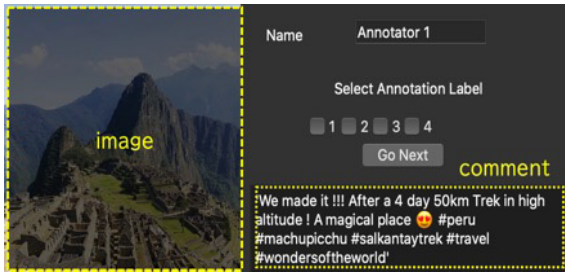 Name
Annotator 1
Select Annotation Label
1 2 3 4
Go Next
image
comment
'We made it !!! After a 4 day 50km Trek in high
altitude ! A magical place 😍 #peru
#machupicchu #salkantaytrek #travel
#wondersoftheworld'